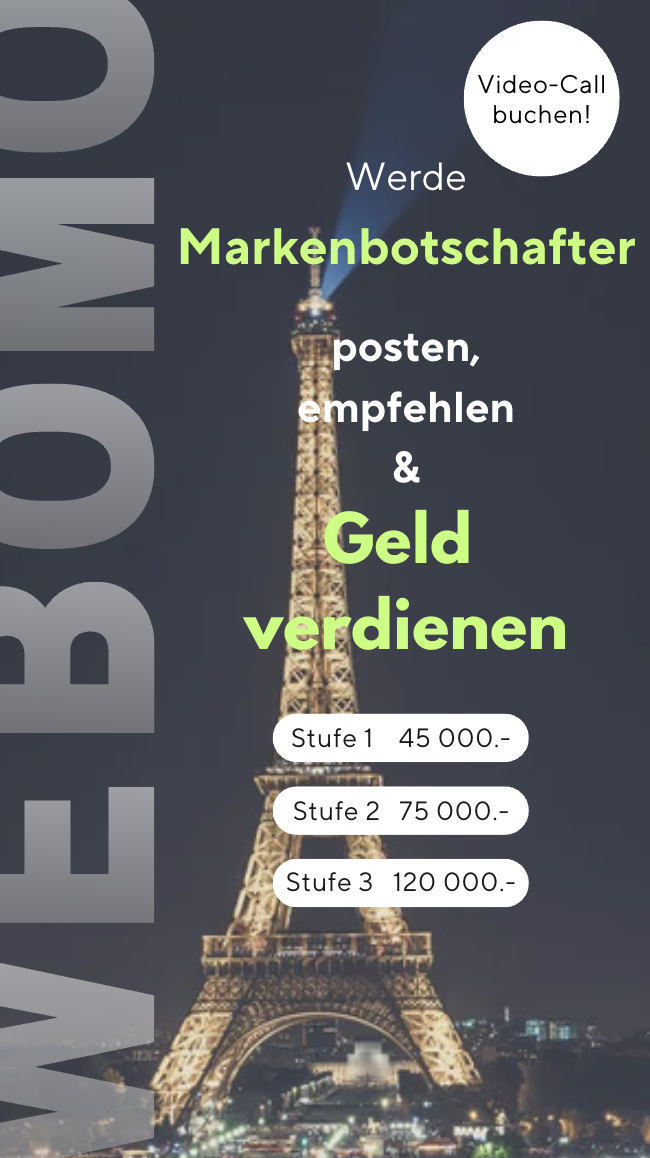 WEBOMO
Video-Call
buchen!
Werde
Markenbotschafter
posten,
empfehlen
&
Geld
verdienen
Stufe 1 45 000.-
Stufe 2 75 000.-
Stufe 3 120 000.-